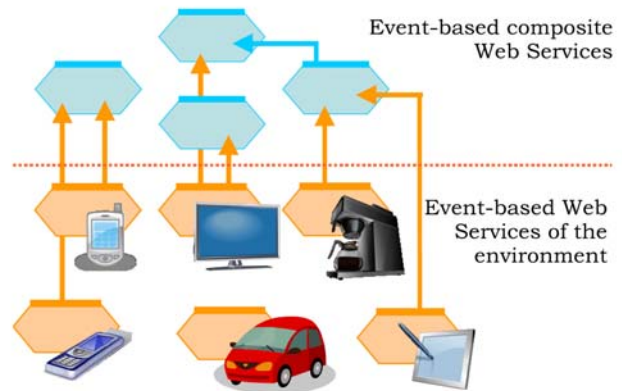 Event-based composite
Web Services
Event-based Web
Services of the
environment